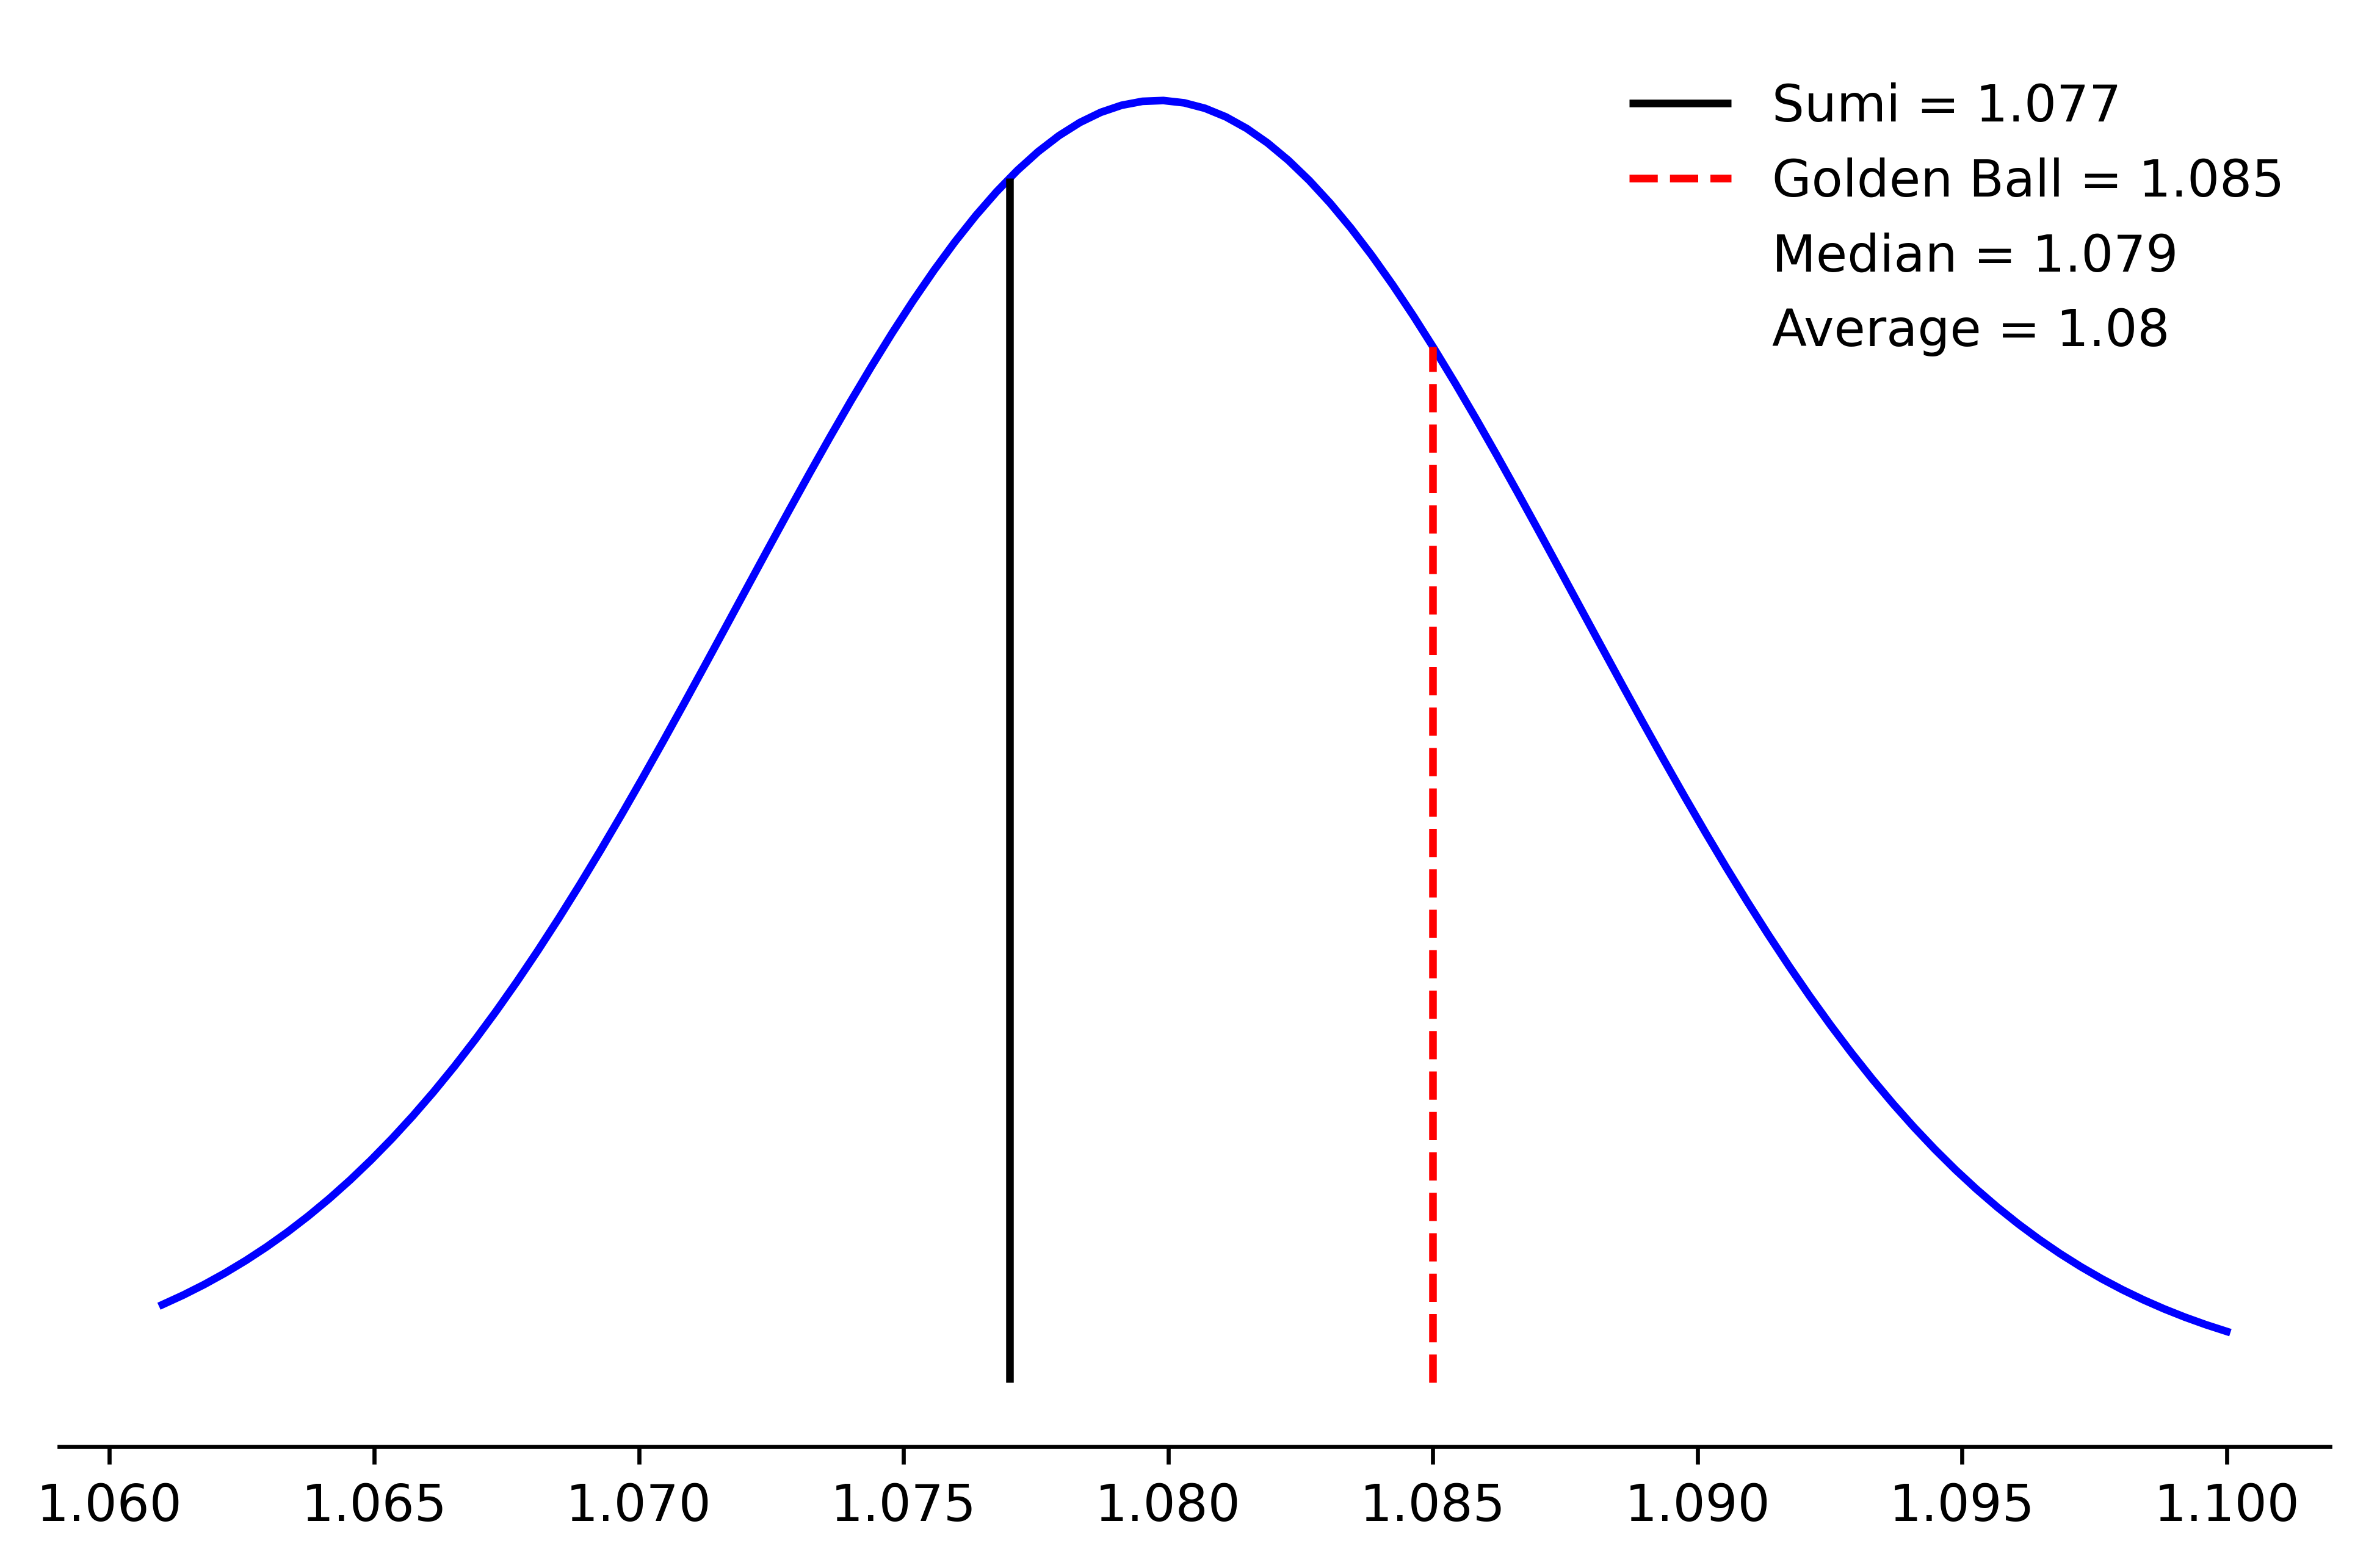 Sumi = 1.077
Golden Ball = 1.085
Median = 1.079
Average = 1.08
1.060 1.065 1.070 1.075 1.080 1.085 1.090 1.095 1.100